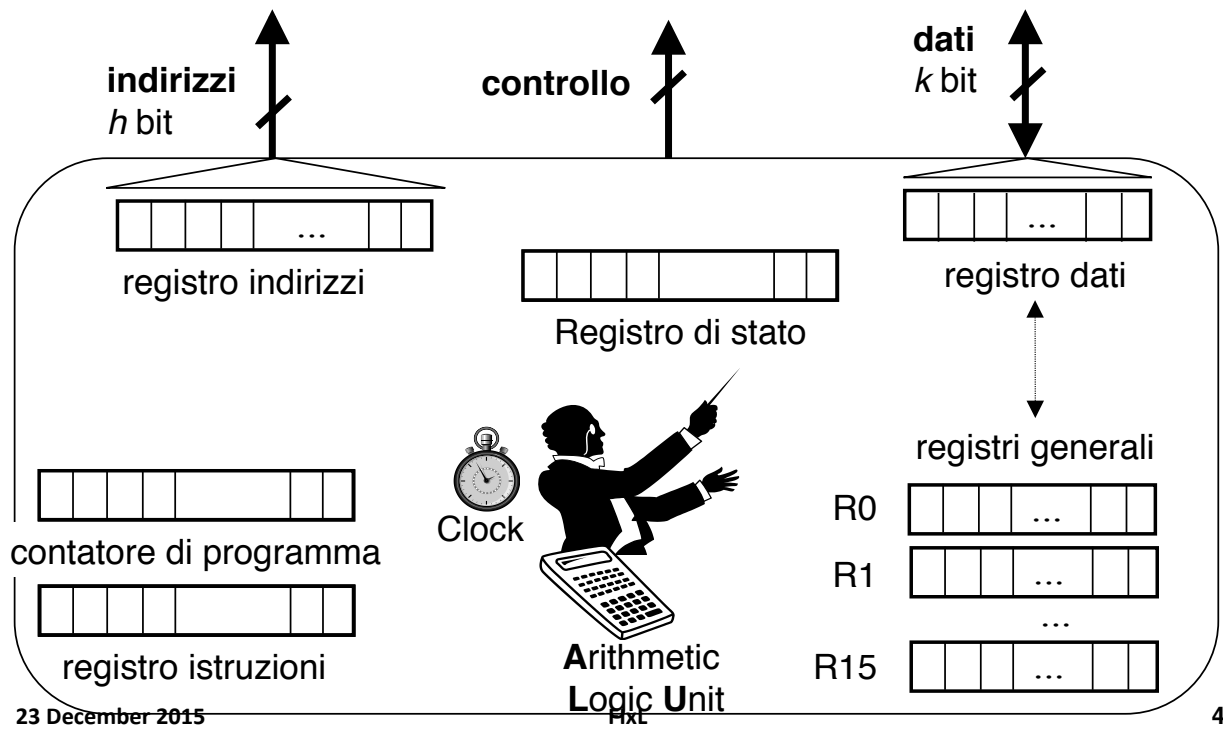 indirizzi
h bit
controllo
dati
k bit
...
registro indirizzi
...
registro dati
Registro di stato
registri generali
Clock
R0
...
contatore di programma
R1
...
...
registro istruzioni
Arithmetic
Logic Unit
R15
...
23 December 2015
FIxL
4